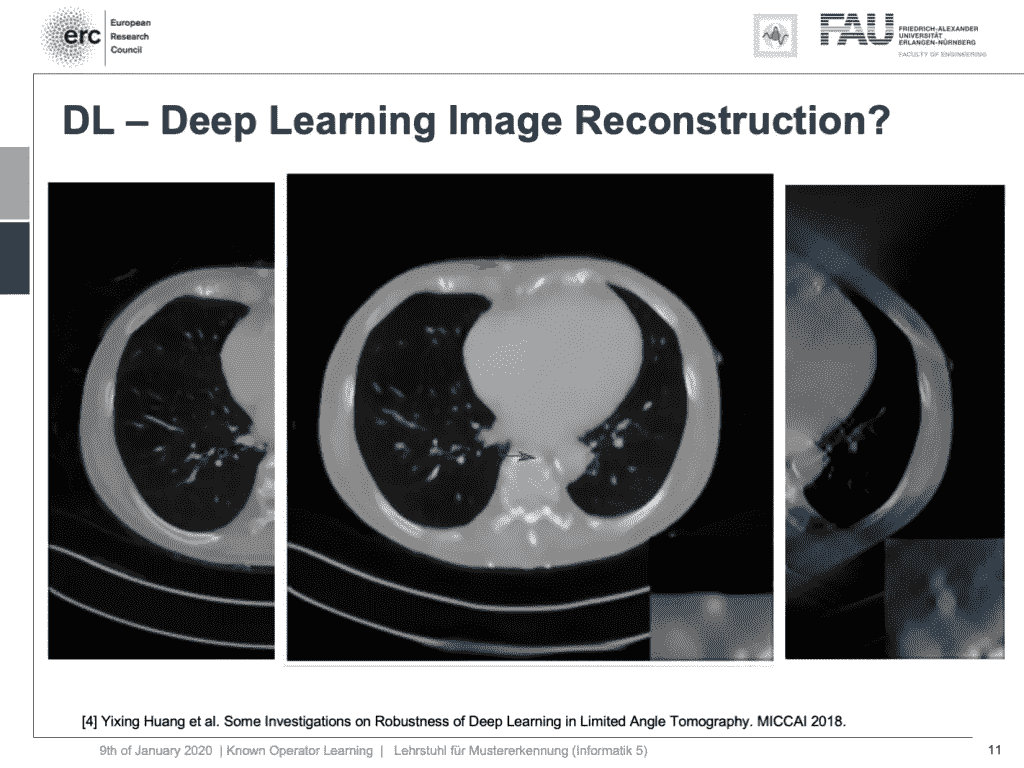 erc
European
Research
Council
FAU
FRIEDRICH-ALEXANDER
UNIVERSITÄT
ERLANGEN-NÜRNBERG
FACULTY OF ENGINEERING
DL – Deep Learning Image Reconstruction?
[4] Yixing Huang et al. Some Investigations on Robustness of Deep Learning in Limited Angle Tomography. MICCAI 2018.
9th of January 2020 | Known Operator Learning | Lehrstuhl für Mustererkennung (Informatik 5)
11